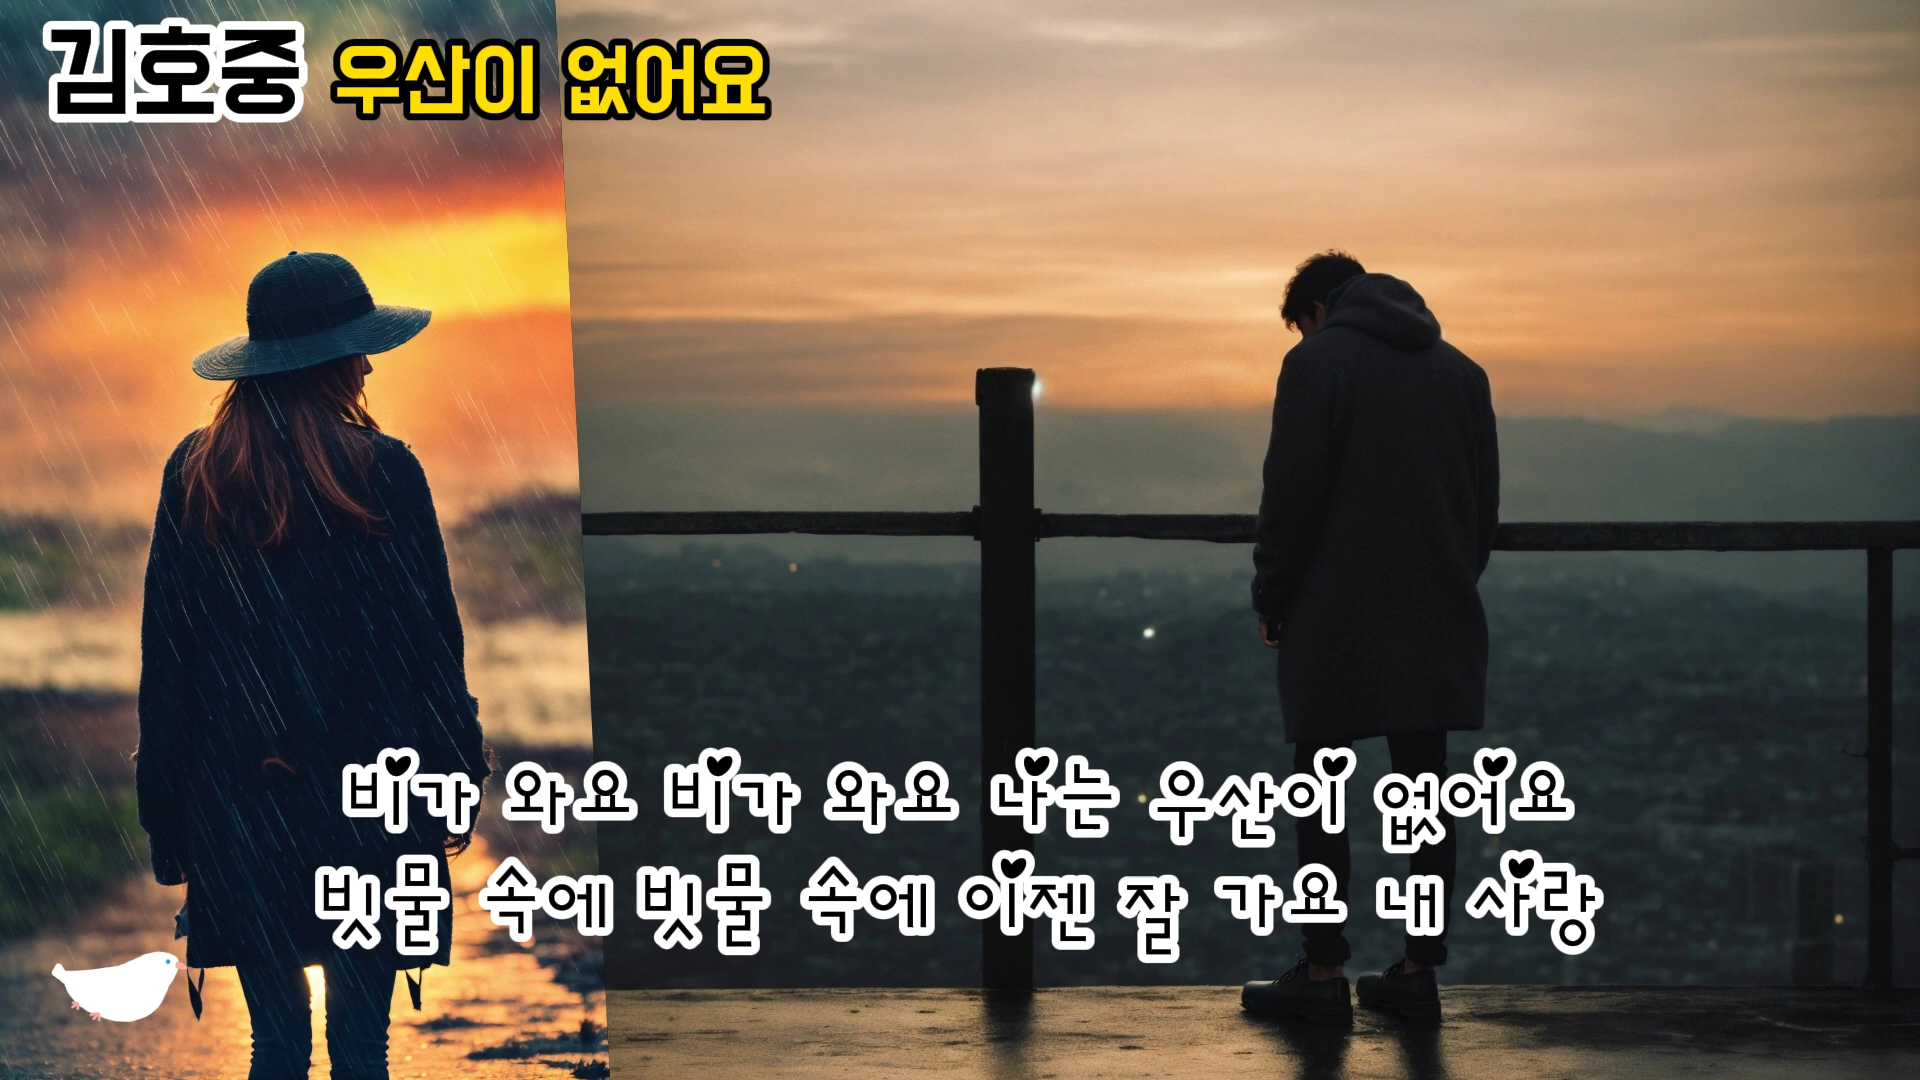 김호중 우산이 없어요
비가 와요 비가 와요 나는 우산이 없어요
빗물 속에 빗물 속에 이젠 잘 가요 내 사랑